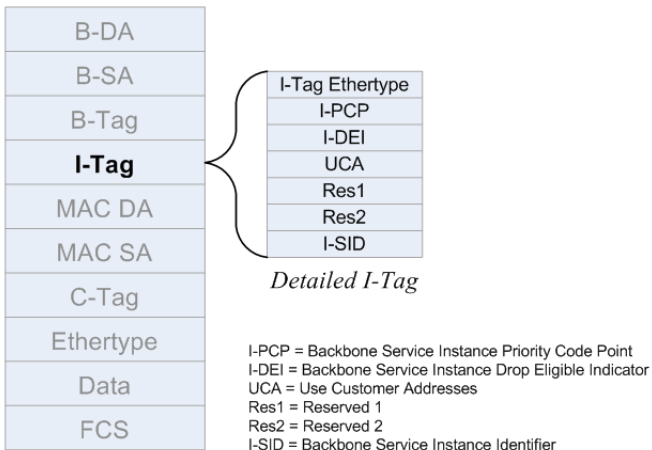 B-DA
B-SA
B-Tag
I-Tag
MAC DA
MAC SA
C-Tag
Ethertype
Data
FCS
I-Tag Ethertype
I-PCP
I-DEI
UCA
Res1
Res2
I-SID
Detailed I-Tag
I-PCP = Backbone Service Instance Priority Code Point
I-DEI = Backbone Service Instance Drop Eligible Indicator
UCA = Use Customer Addresses
Res1 = Reserved 1
Res2 = Reserved 2
I-SID = Backbone Service Instance Identifier